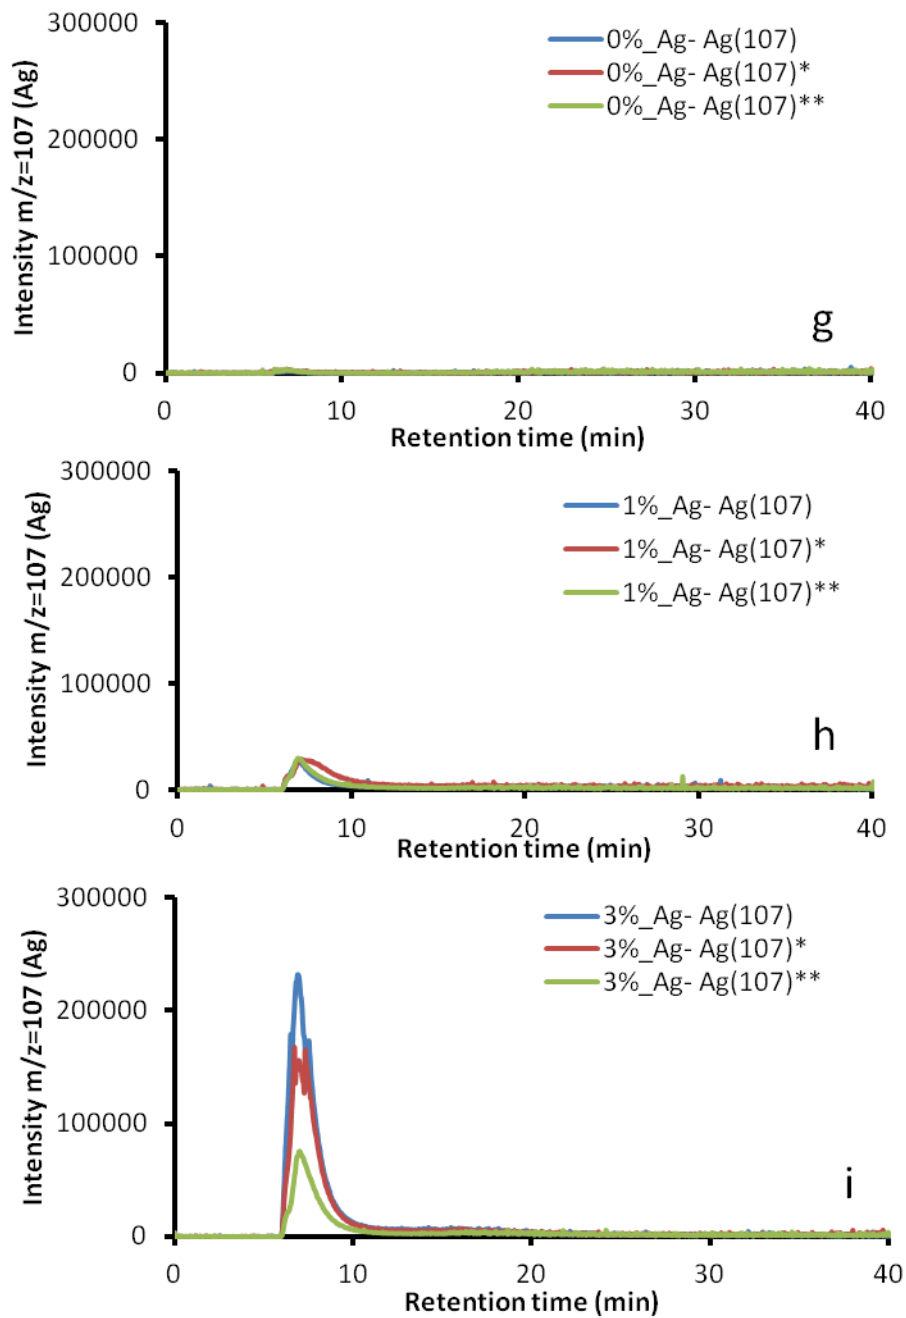 Intensity m/z=107 (Ag)
300000
200000
100000
0
0%_Ag- Ag(107)
0%_Ag- Ag(107)*
0%_Ag- Ag(107)**
g
0 10 20 30 40
Retention time (min)
Intensity m/z=107 (Ag)
300000
200000
100000
0
1%_Ag- Ag(107)
1%_Ag- Ag(107)*
1%_Ag- Ag(107)**
h
0 10 20 30 40
Retention time (min)
Intensity m/z=107 (Ag)
300000
200000
100000
0
3%_Ag- Ag(107)
3%_Ag- Ag(107)*
3%_Ag- Ag(107)**
i
0 10 20 30 40
Retention time (min)